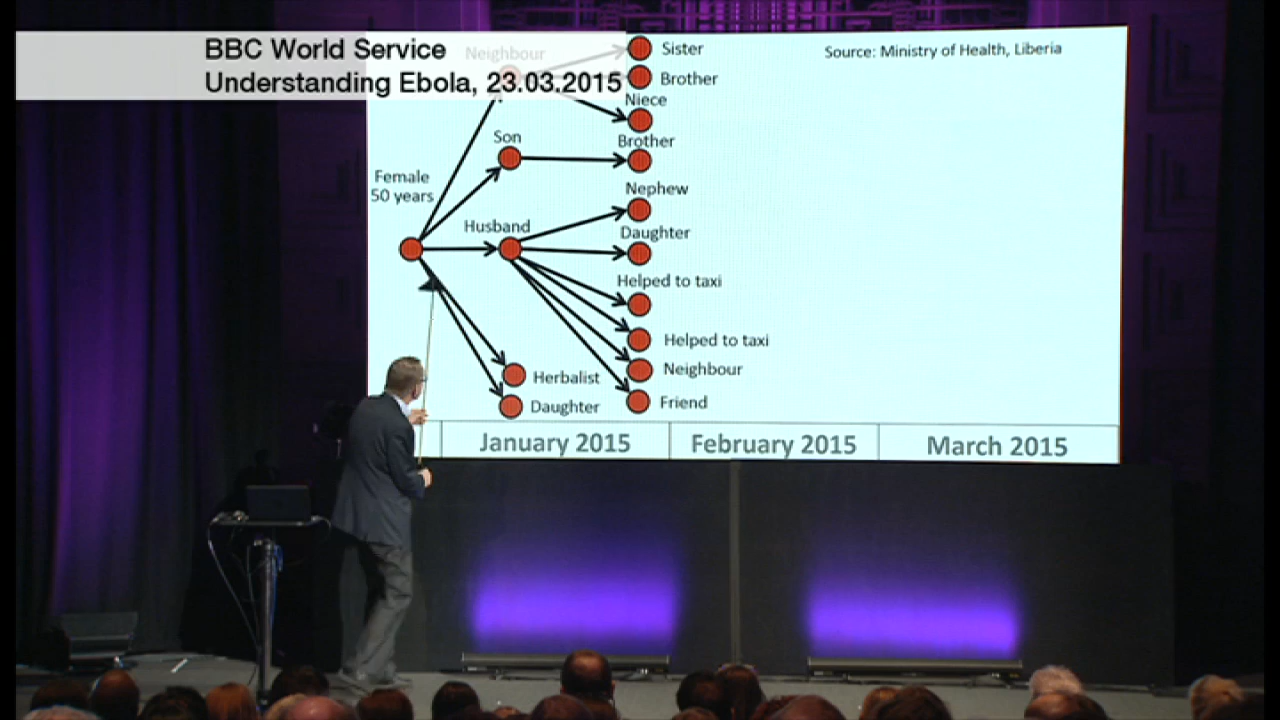 BBC World Service
Understanding Ebola, 23.03.2015
Neighbour
Sister
Source: Ministry of Health, Liberia
Brother
Niece
Son
Brother
Female
50 years
Nephew
Husband
Daughter
Helped to taxi
Helped to taxi
Neighbour
Herbalist
Friend
Daughter
January 2015
February 2015
March 2015